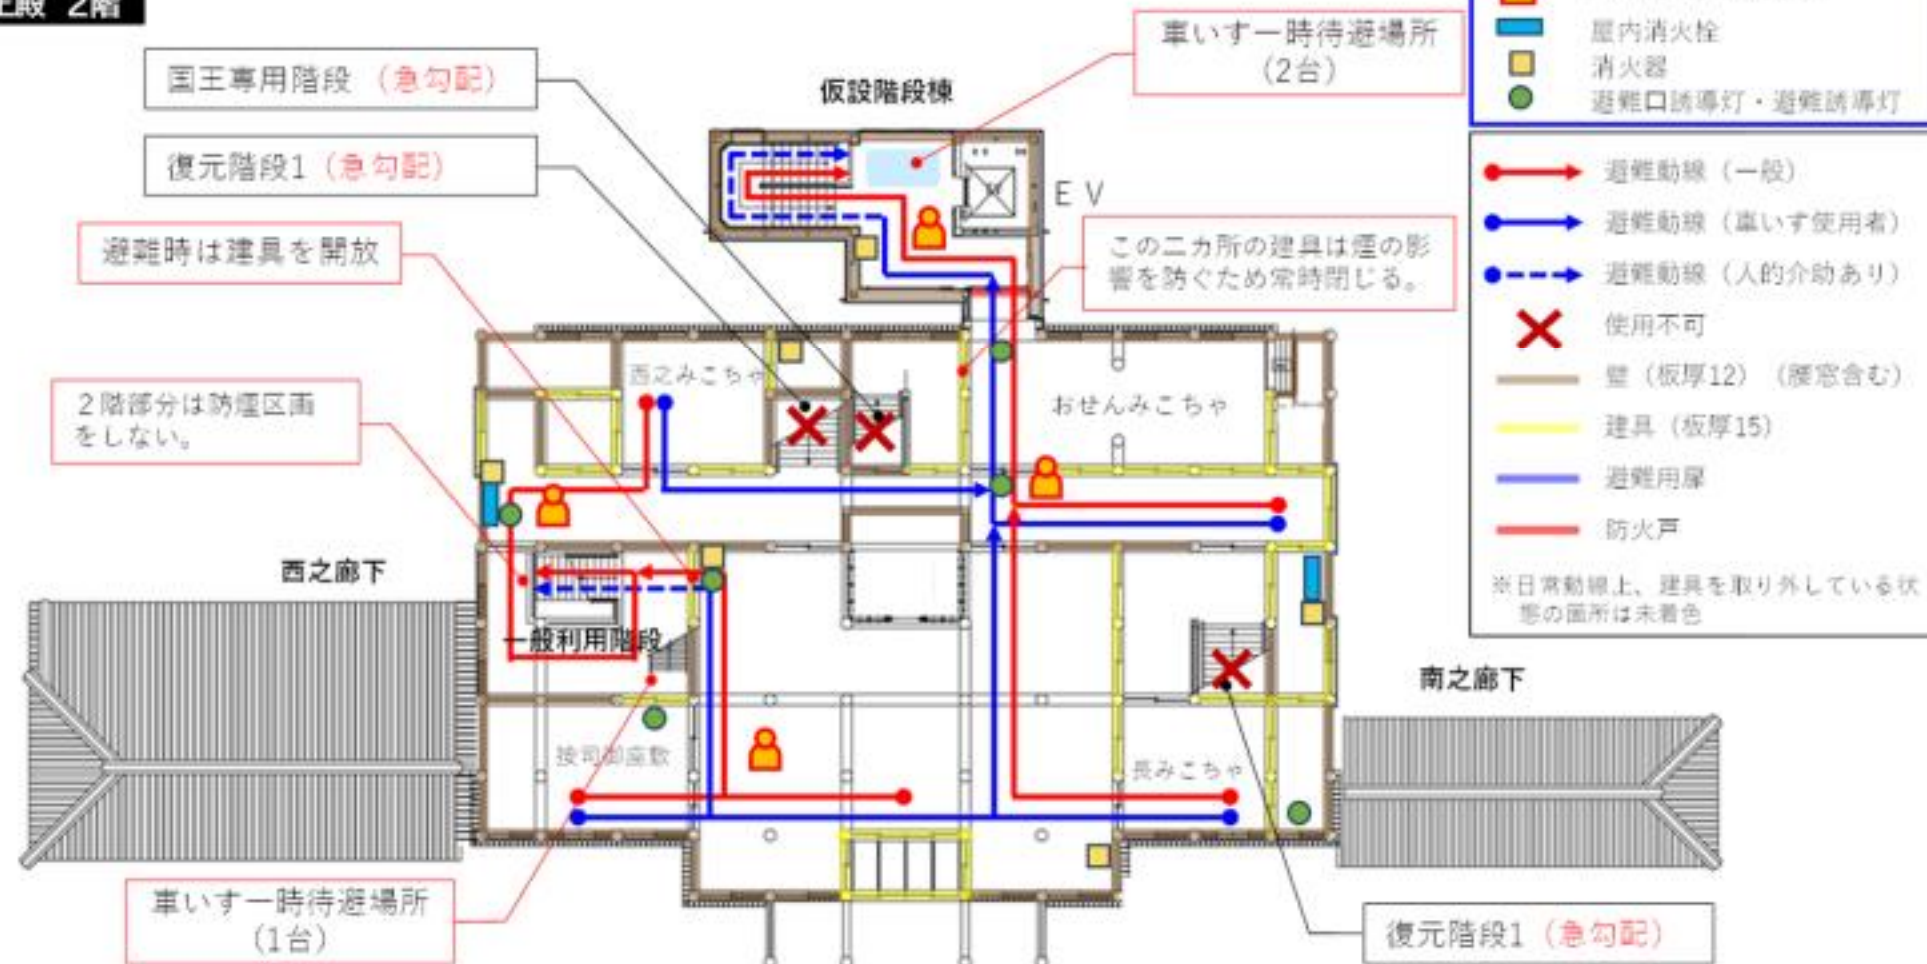 殿 2階
国王専用階段（急勾配）
復元階段1（急勾配）
避難時は建具を開放
２階部分は防煙区画
をしない。
車いす一時待避場所
（2台）
仮設階段棟
ＥＶ
この二カ所の建具は煙の影
響を防ぐため常時閉じる。
西之みこちゃ
おせんみこちゃ
西之廊下
一般利用階段
按司御座敷
長みこちゃ
南之廊下
車いす一時待避場所
（1台）
復元階段1（急勾配）
屋内消火栓
消火器
避難口誘導灯・避難誘導灯
避難動線（一般）
避難動線（車いす使用者）
避難動線（人的介助あり）
使用不可
壁（板厚12）（腰窓含む）
建具（板厚15）
避難用扉
防火戸
※日常動線上、建具を取り外している状
態の箇所は未着色